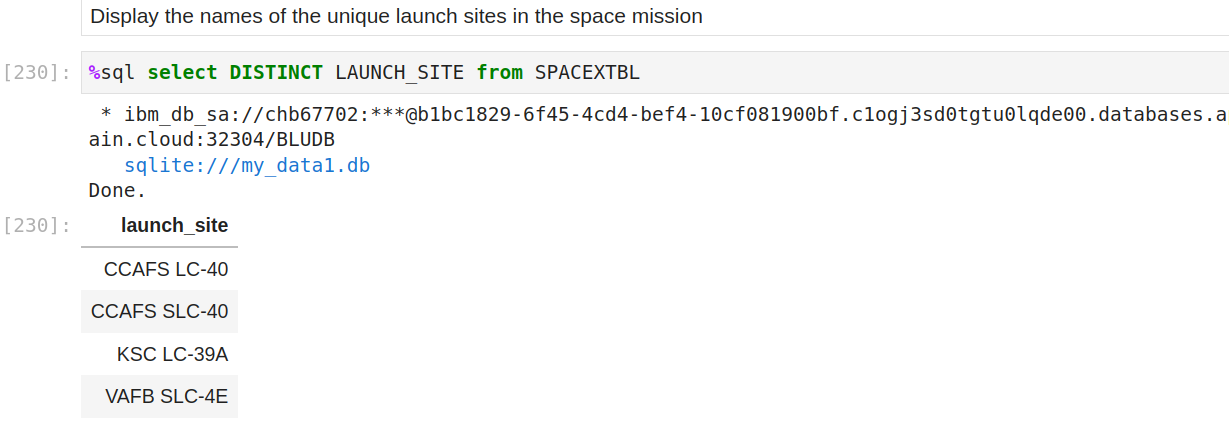 Display the names of the unique launch sites in the space mission
[230]: %sql select DISTINCT LAUNCH_SITE from SPACEXTBL
* ibm_db_sa://chb67702:***@b1bc1829-6f45-4cd4-bef4-10cf081900bf.c1ogj3sd0tgtu0lqde00.databases.a
ain.cloud:32304/BLUDB
sqlite:///my_data1.db
Done.
[230]: launch_site
CCAFS LC-40
CCAFS SLC-40
KSC LC-39A
VAFB SLC-4E